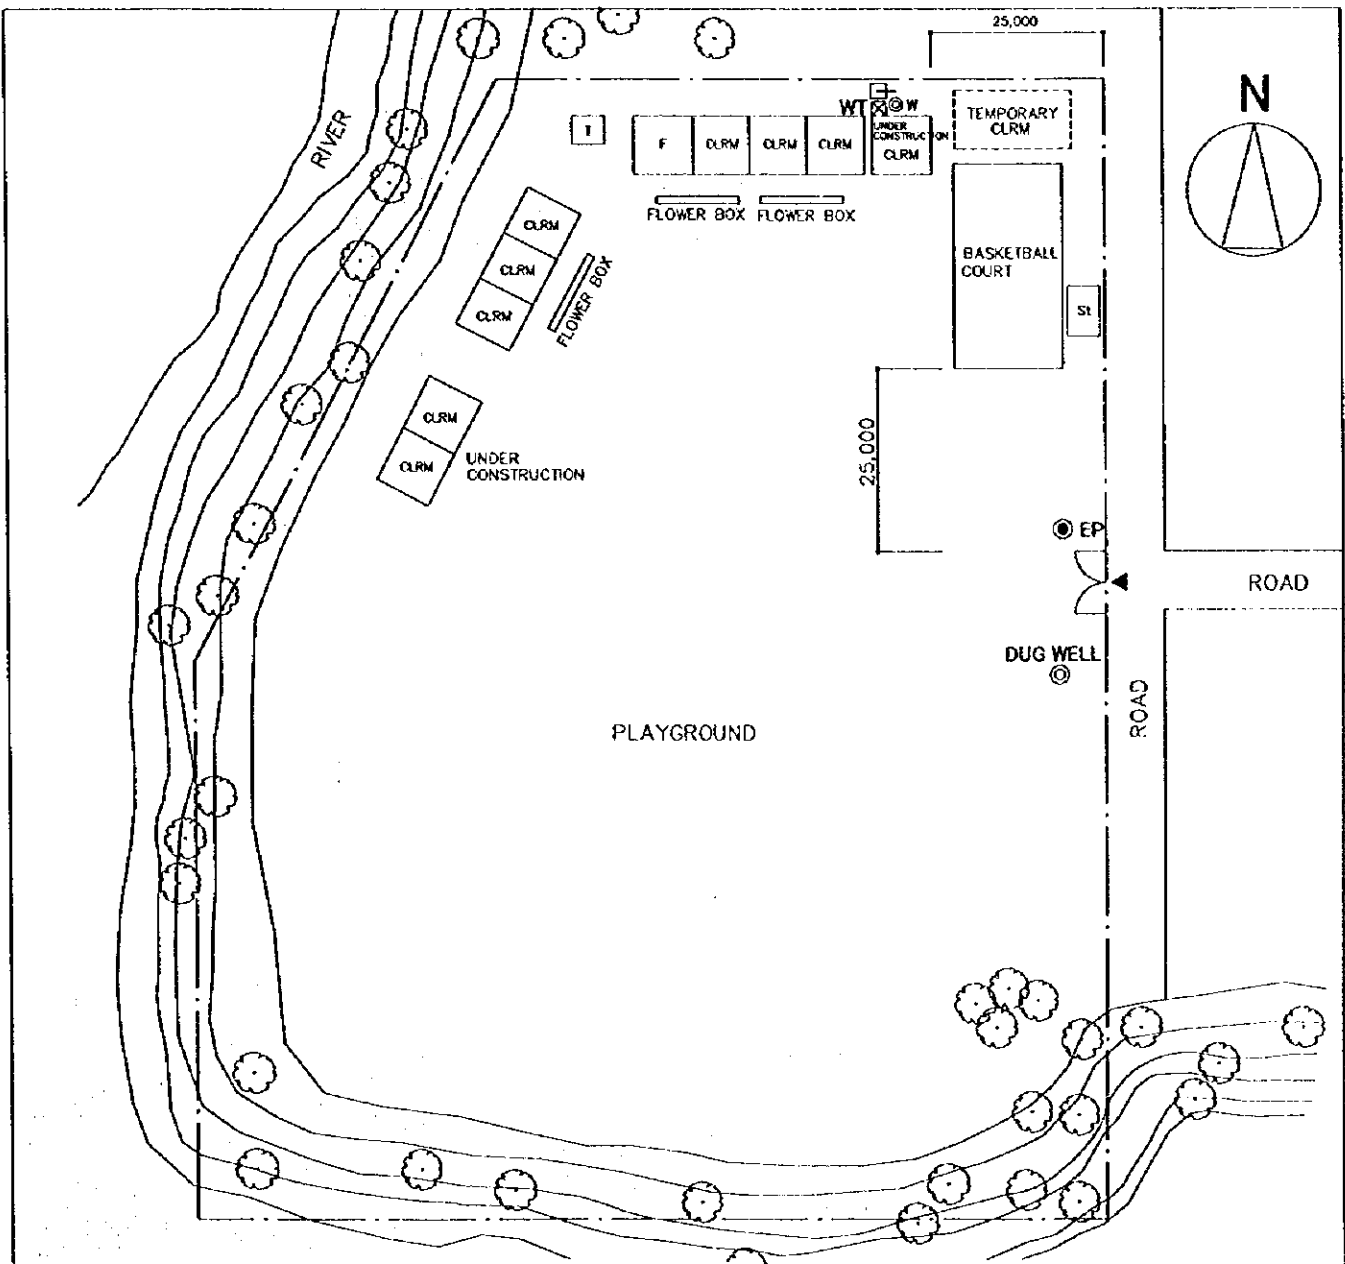 25,000
N
RIVER
WT
W
UNDER
CONSTRUCTION
CLRM
TEMPORARY
CLRM
T
F
CLRM
CLRM
CLRM
FLOWER BOX
FLOWER BOX
CLRM
CLRM
CLRM
FLOWER BOX
BASKETBALL
COURT
St
CLRM
CLRM
UNDER
CONSTRUCTION
25,000
EP
ROAD
DUG WELL
ROAD
PLAYGROUND